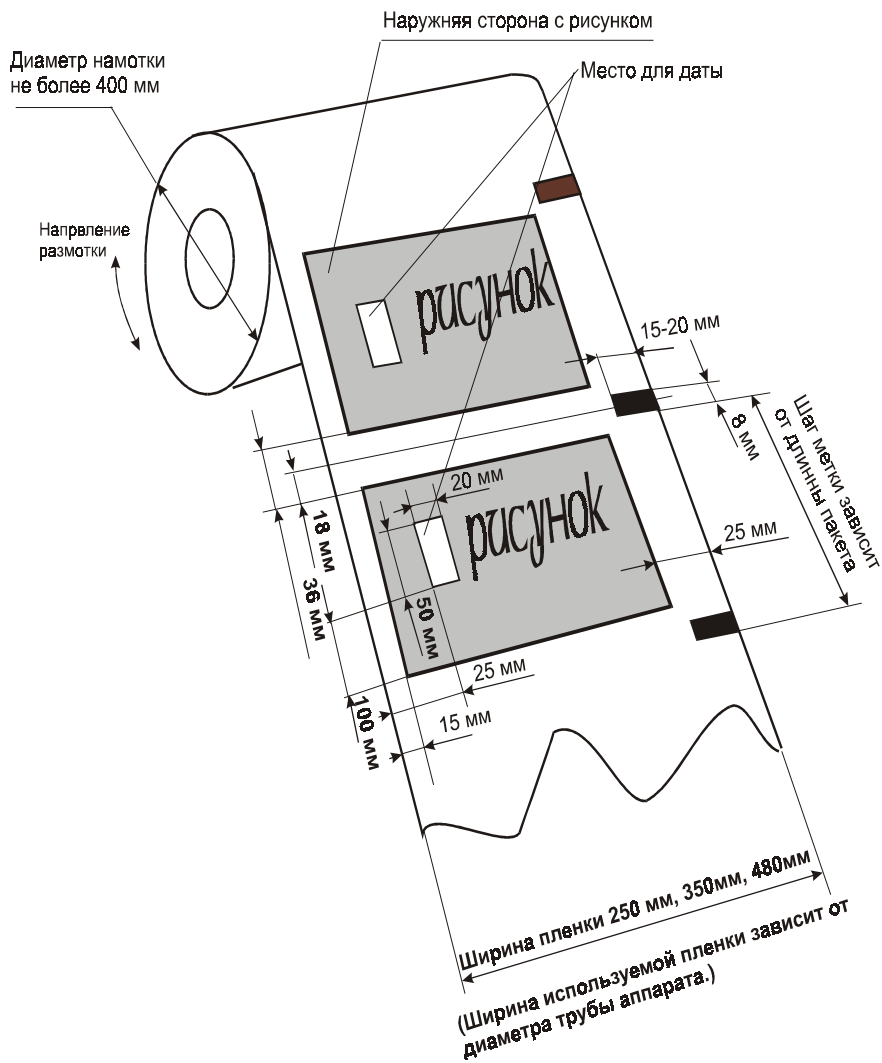 Наружняя сторона с рисунком
Диаметр намотки
не более 400 мм
Место для даты
Напрвление
размотки
рисунок
15-20 мм
8 мм
Шаг метки зависит
от длинны пакета
20 мм
рисунок
18 мм
36 мм
50 мм
25 мм
25 мм
100 мм
15 мм
Ширина пленки 250 мм, 350мм, 480мм
(Ширина используемой пленки зависит от
диаметра трубы аппарата.)